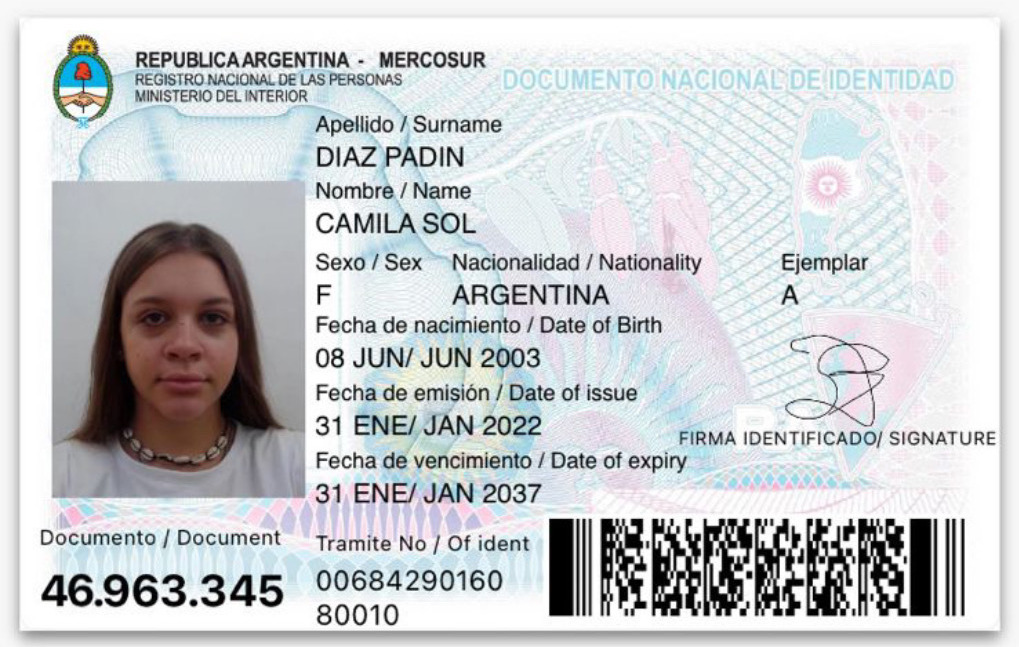 REPUBLICA ARGENTINA - MERCOSUR
REGISTRO NACIONAL DE LAS PERSONAS
MINISTERIO DEL INTERIOR
DOCUMENTO NACIONAL DE IDENTIDAD
Apellido / Surname
DIAZ PADIN
Nombre / Name
CAMILA SOL
Sexo / Sex Nacionalidad / Nationality Ejemplar
F ARGENTINA A
Fecha de nacimiento / Date of Birth
08 JUN/ JUN 2003
Fecha de emisión / Date of issue
31 ENE/ JAN 2022
FIRMA IDENTIFICADO/ SIGNATURE
Fecha de vencimiento / Date of expiry
31 ENE/ JAN 2037
Documento / Document
46.963.345
Tramite No / Of ident
00684290160
80010